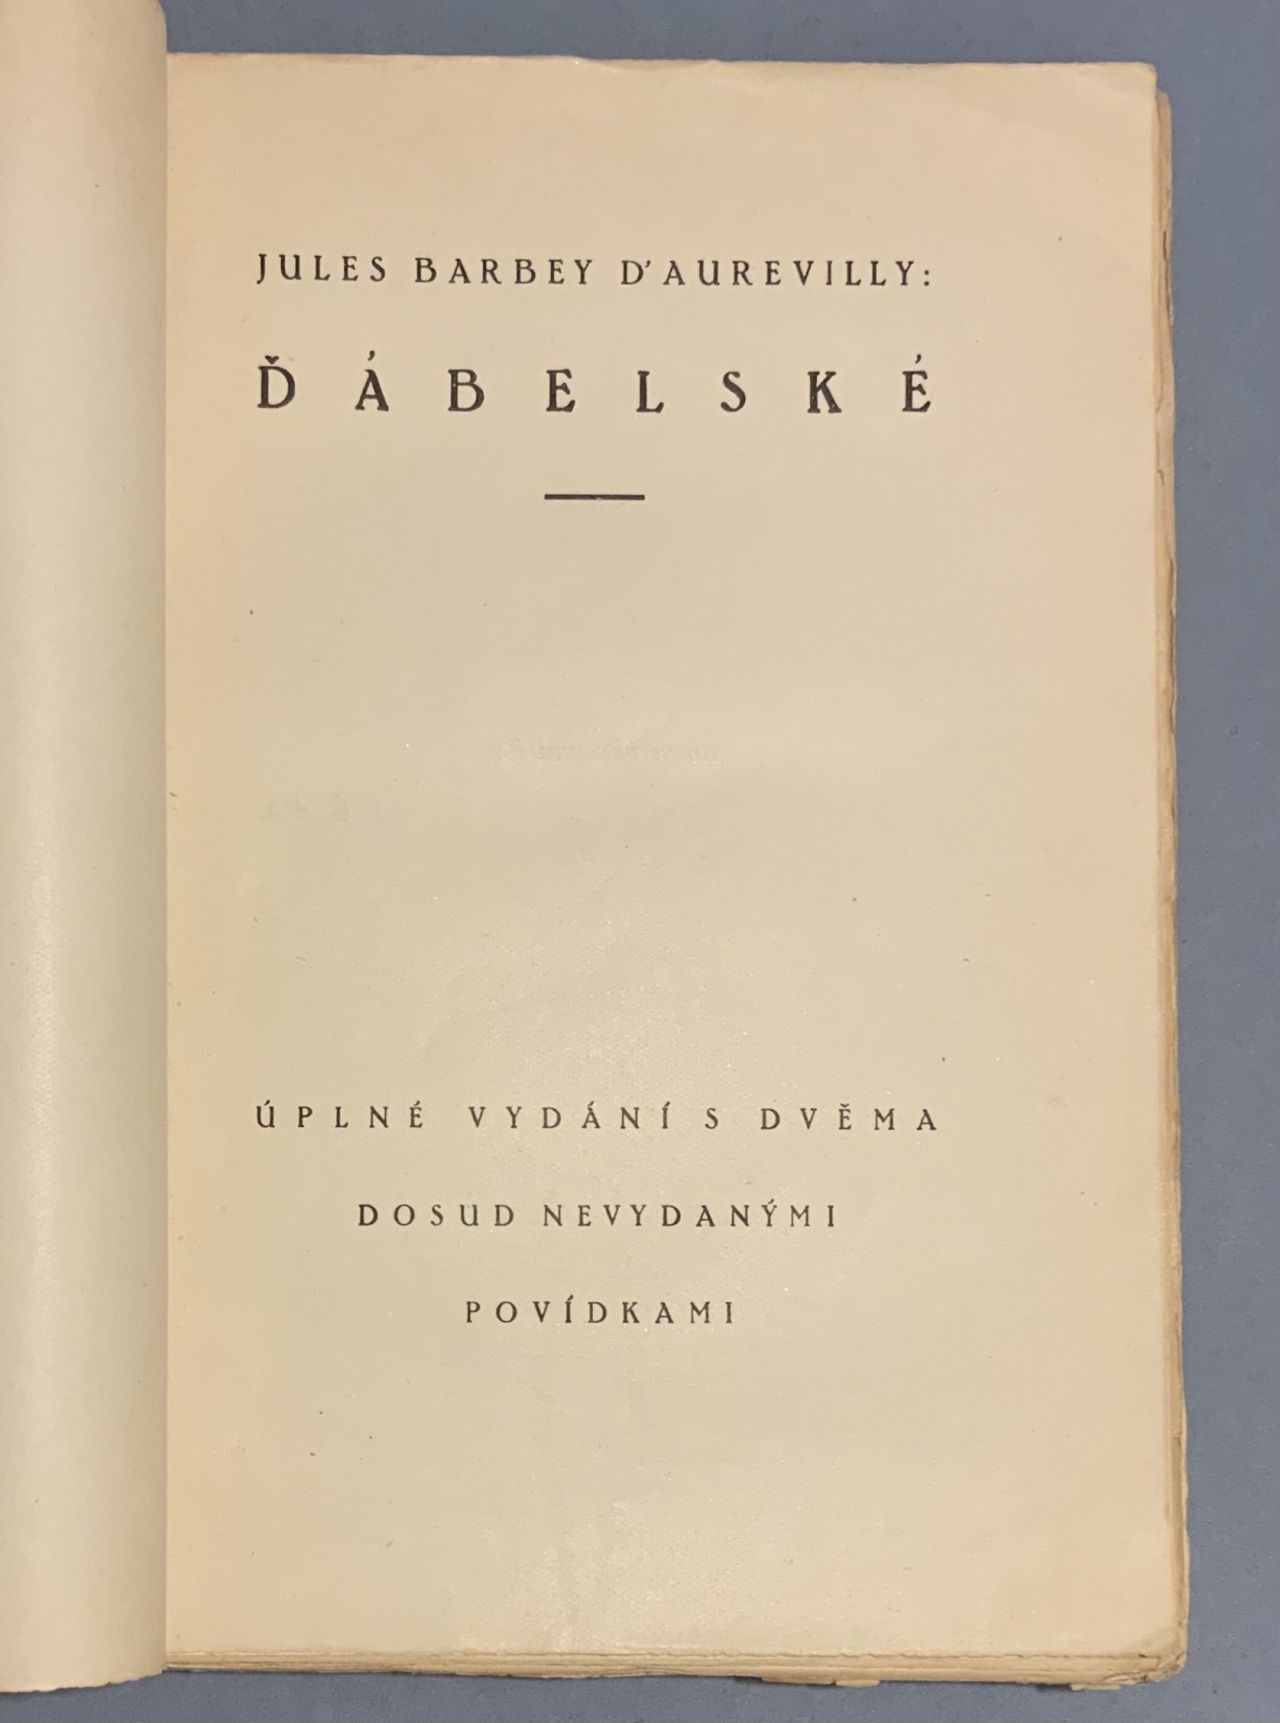 JULES BARBEY D'AUREVILLY:
ĎÁBELSKÉ
ÚPLNÉ VYDÁNÍ S DVĚMA
DOSUD NEVYDANÝMI
POVÍDKAMI